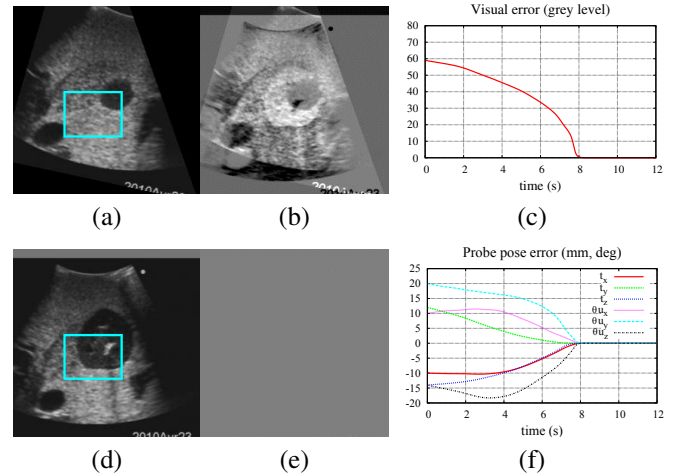 Visual error (grey level)
80
70
60
50
40
30
20
10
0
0 2 4 6 8 10 12
time (s)
(a) (b) (c)
Probe pose error (mm, deg)
25
20
15
10
5
0
-5
-10
-15
-20
0 2 4 6 8 10 12
t_x
t_y
t_z
θu_x
θu_y
θu_z
time (s)
2010Avr23
(d) (e) (f)